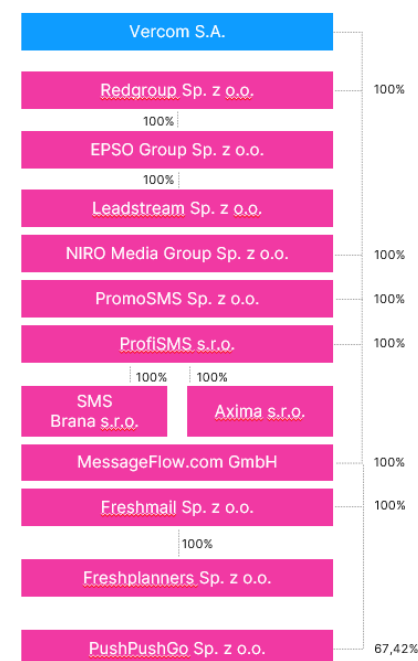 Vercom S.A.
Redgroup Sp. z o.o.
100%
100%
EPSO Group Sp. z o.o.
100%
Leadstream Sp. z o.o.
NIRO Media Group Sp. z o.o.
100%
PromoSMS Sp. z o.o.
100%
ProfiSMS s.r.o.
100%
100%
100%
SMS
Brana s.r.o.
Axima s.r.o.
MessageFlow.com GmbH
100%
Freshmail Sp. z o.o.
100%
100%
Freshplanners Sp. z o.o.
PushPushGo Sp. z o.o.
67,42%